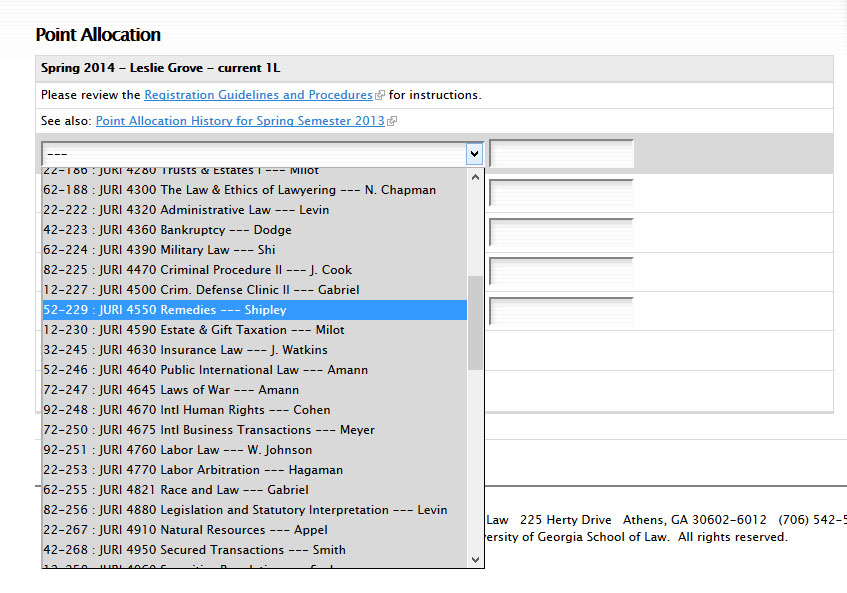 Point Allocation
Spring 2014 – Leslie Grove – current 1L
Please review the Registration Guidelines and Procedures for instructions.
See also: Point Allocation History for Spring Semester 2013
---
22-186 : JURI 4280 Trusts & Estates I --- Milot
62-188 : JURI 4300 The Law & Ethics of Lawyering --- N. Chapman
22-222 : JURI 4320 Administrative Law --- Levin
42-223 : JURI 4360 Bankruptcy --- Dodge
62-224 : JURI 4390 Military Law --- Shi
82-225 : JURI 4470 Criminal Procedure II --- J. Cook
12-227 : JURI 4500 Crim. Defense Clinic II --- Gabriel
52-229 : JURI 4550 Remedies --- Shipley
12-230 : JURI 4590 Estate & Gift Taxation --- Milot
32-245 : JURI 4630 Insurance Law --- J. Watkins
52-246 : JURI 4640 Public International Law --- Amann
72-247 : JURI 4645 Laws of War --- Amann
92-248 : JURI 4670 Intl Human Rights --- Cohen
72-250 : JURI 4675 Intl Business Transactions --- Meyer
92-251 : JURI 4760 Labor Law --- W. Johnson
22-253 : JURI 4770 Labor Arbitration --- Hagaman
62-255 : JURI 4821 Race and Law --- Gabriel
82-256 : JURI 4880 Legislation and Statutory Interpretation --- Levin
22-267 : JURI 4910 Natural Resources --- Appel
42-268 : JURI 4950 Secured Transactions --- Smith
Law 225 Herty Drive Athens, GA 30602-6012 (706) 542-5
versity of Georgia School of Law. All rights reserved.